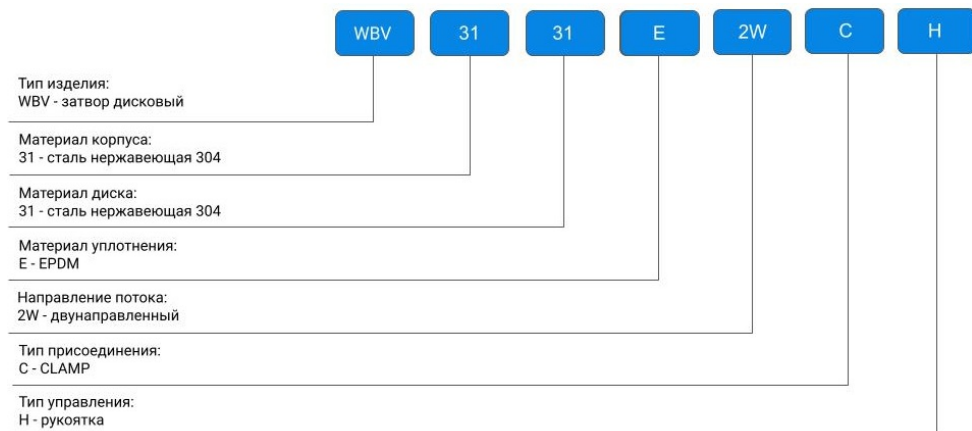 WBV 31 31 E 2W C H
Тип изделия:
WBV - затвор дисковый
Материал корпуса:
31 - сталь нержавеющая 304
Материал диска:
31 - сталь нержавеющая 304
Материал уплотнения:
E - EPDM
Направление потока:
2W - двунаправленный
Тип присоединения:
C - CLAMP
Тип управления:
H - рукоятка